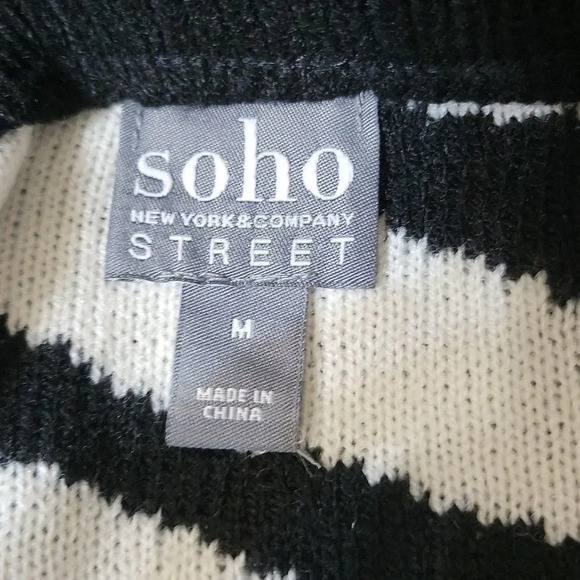 soho
NEW YORK&COMPANY
STREET
M
MADE IN
CHINA